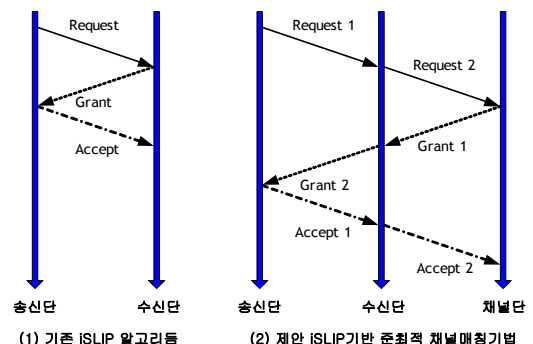 Request
Grant
Accept
송신단
수신단
(1) 기존 iSLIP 알고리듬
Request 1
Request 2
Grant 1
Grant 2
Accept 1
Accept 2
송신단
수신단
채널단
(2) 제안 iSLIP기반 준최적 채널매칭기법